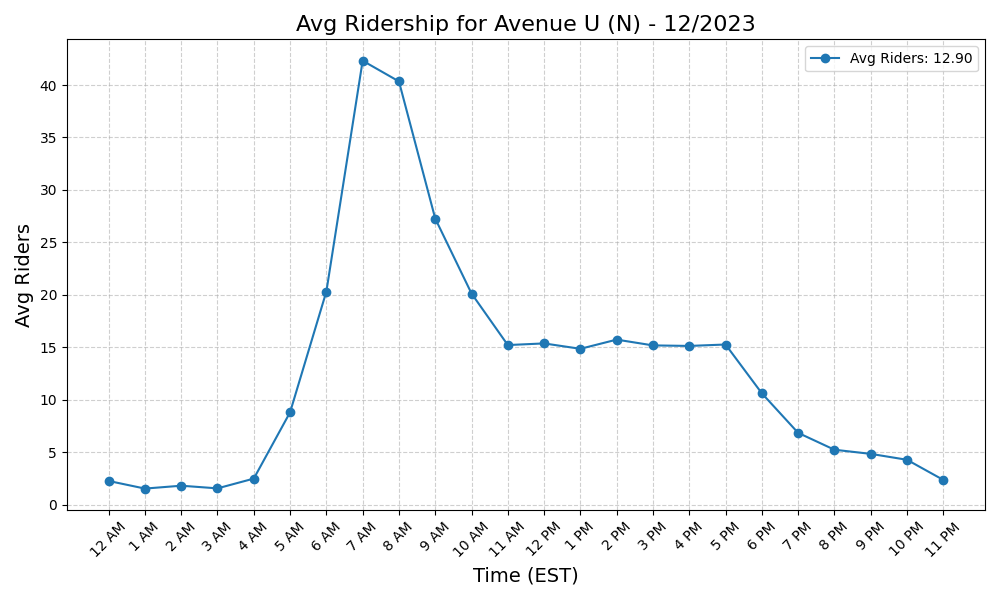 Avg Ridership for Avenue U (N) - 12/2023
Avg Riders: 12.90
Avg Riders
40
35
30
25
20
15
10
5
0
12 AM
1 AM
2 AM
3 AM
4 AM
5 AM
6 AM
7 AM
8 AM
9 AM
10 AM
11 AM
12 PM
1 PM
2 PM
3 PM
4 PM
5 PM
6 PM
7 PM
8 PM
9 PM
10 PM
11 PM
Time (EST)